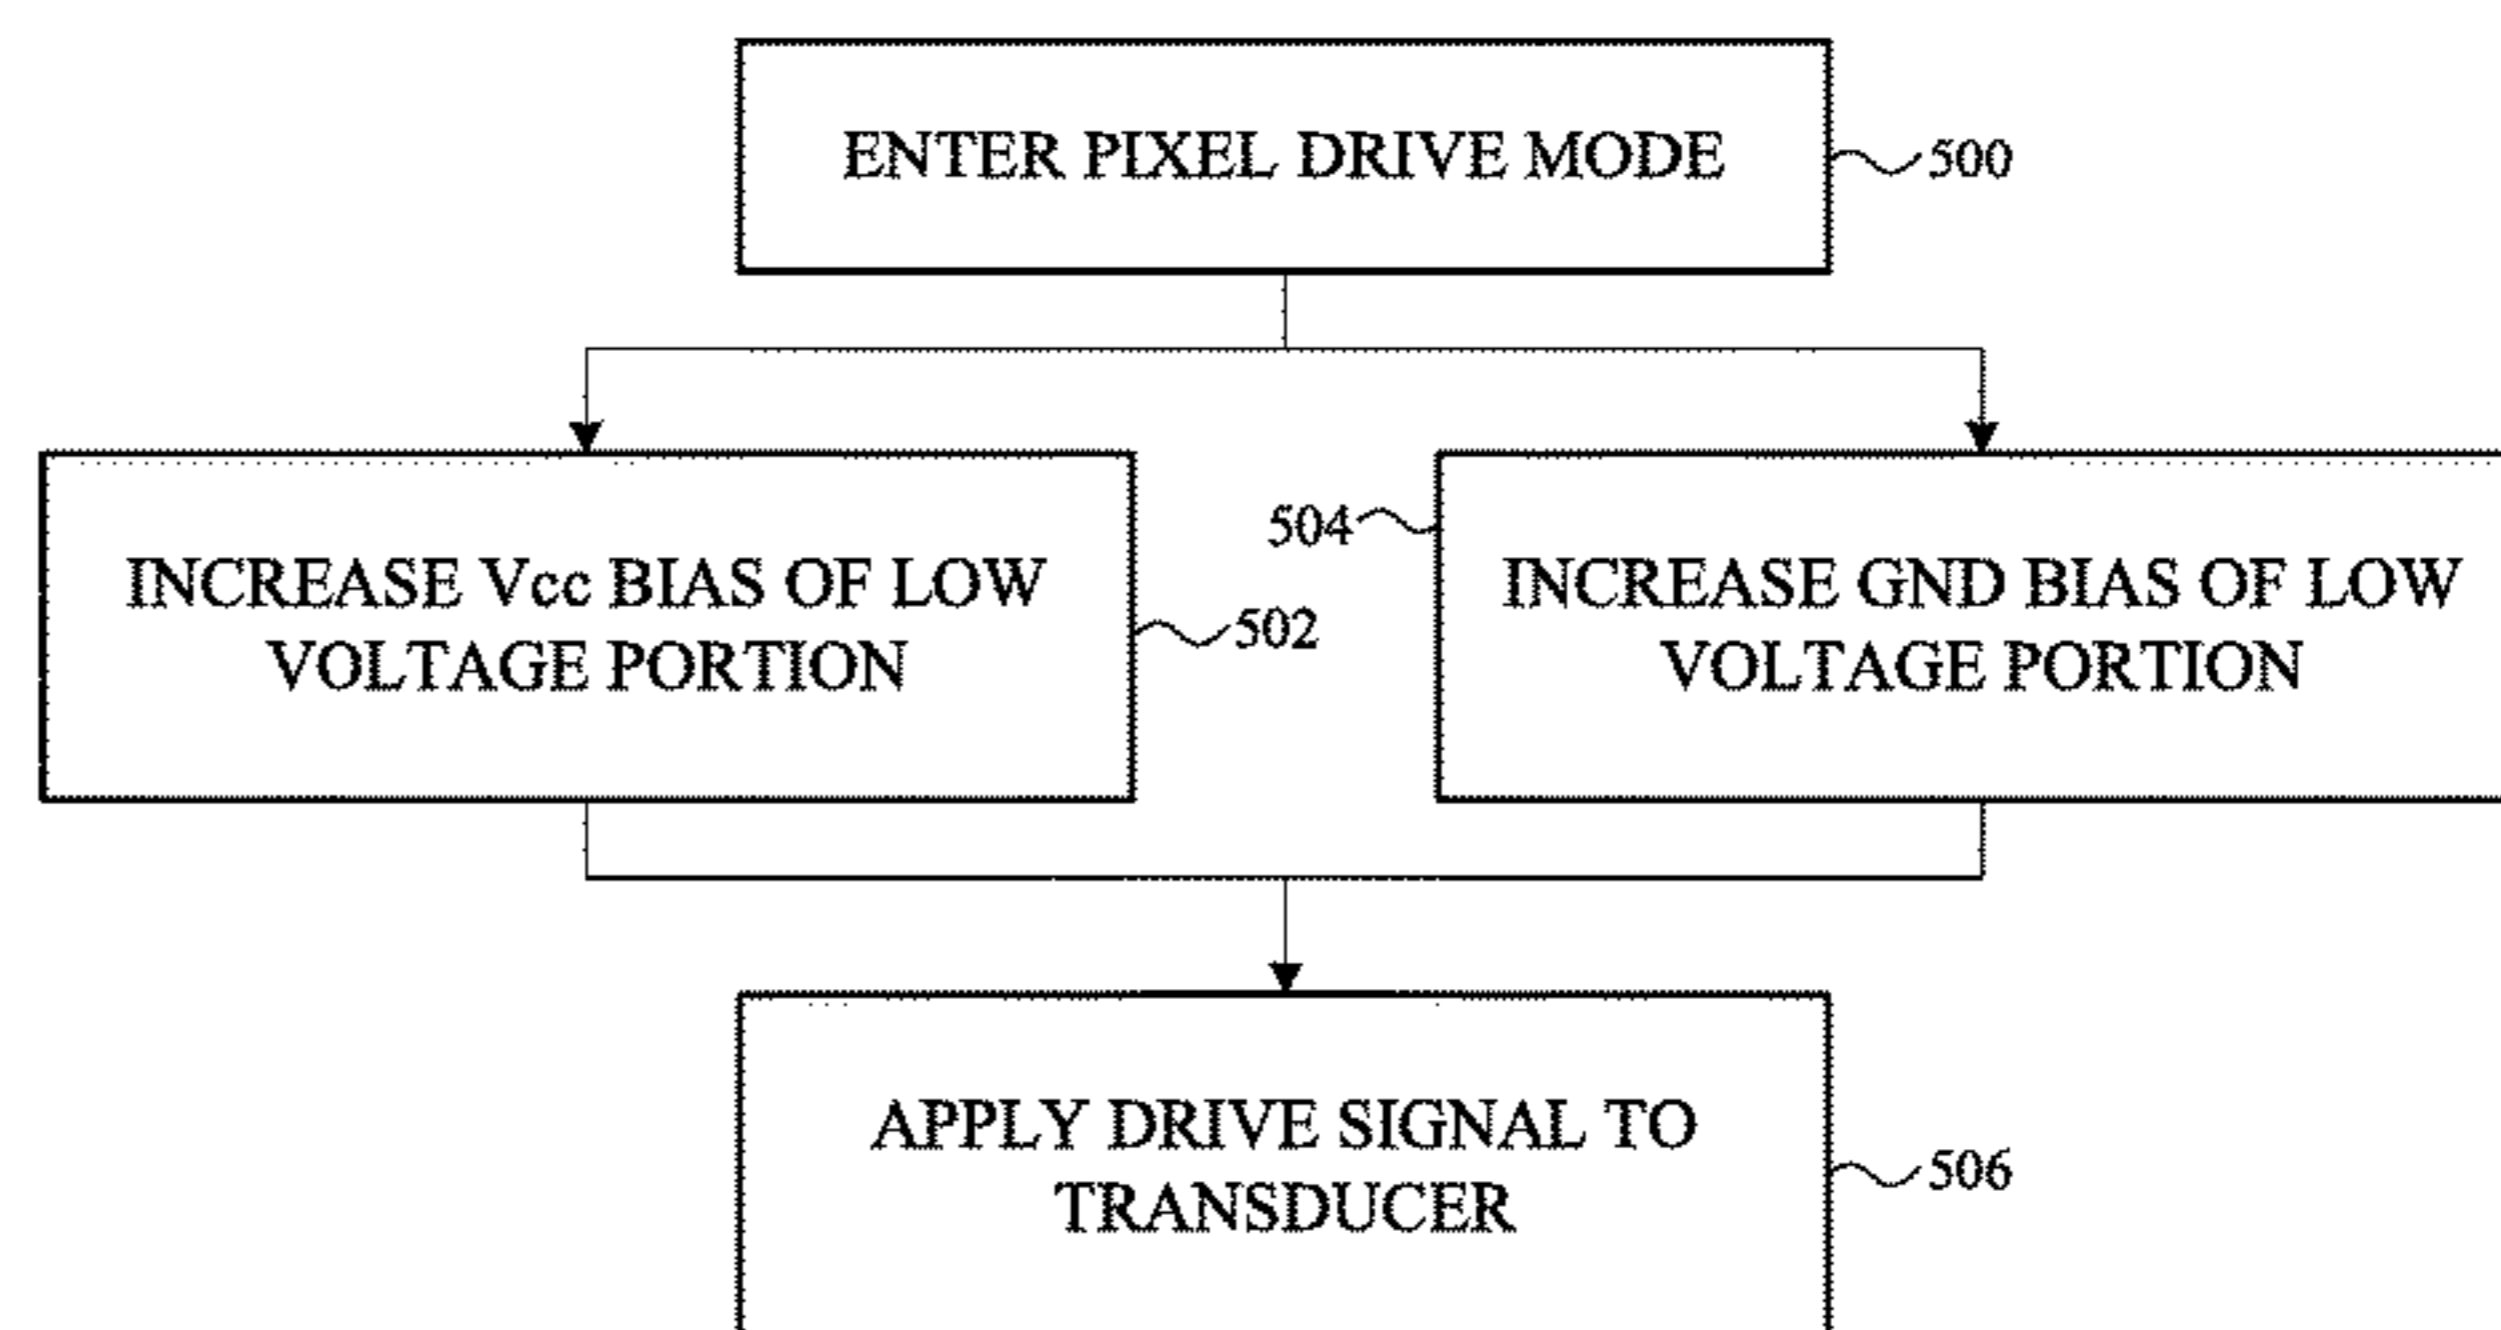 ENTER PIXEL DRIVE MODE
500
INCREASE Vcc BIAS OF LOW
VOLTAGE PORTION
502
504
INCREASE GND BIAS OF LOW
VOLTAGE PORTION
APPLY DRIVE SIGNAL TO
TRANSDUCER
506